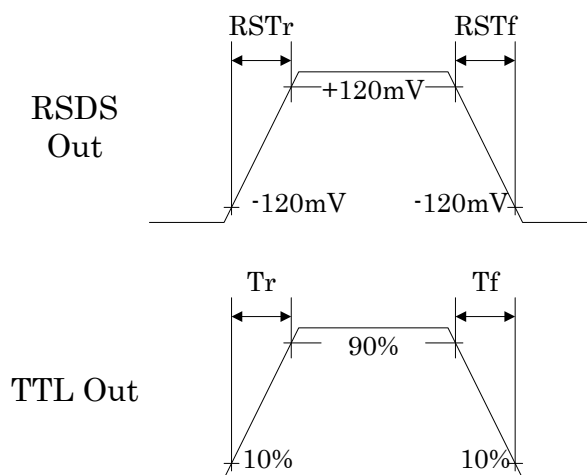 RSTr
RSTf
RSDS
Out
+120mV
-120mV
-120mV
Tr
Tf
TTL Out
90%
10%
10%